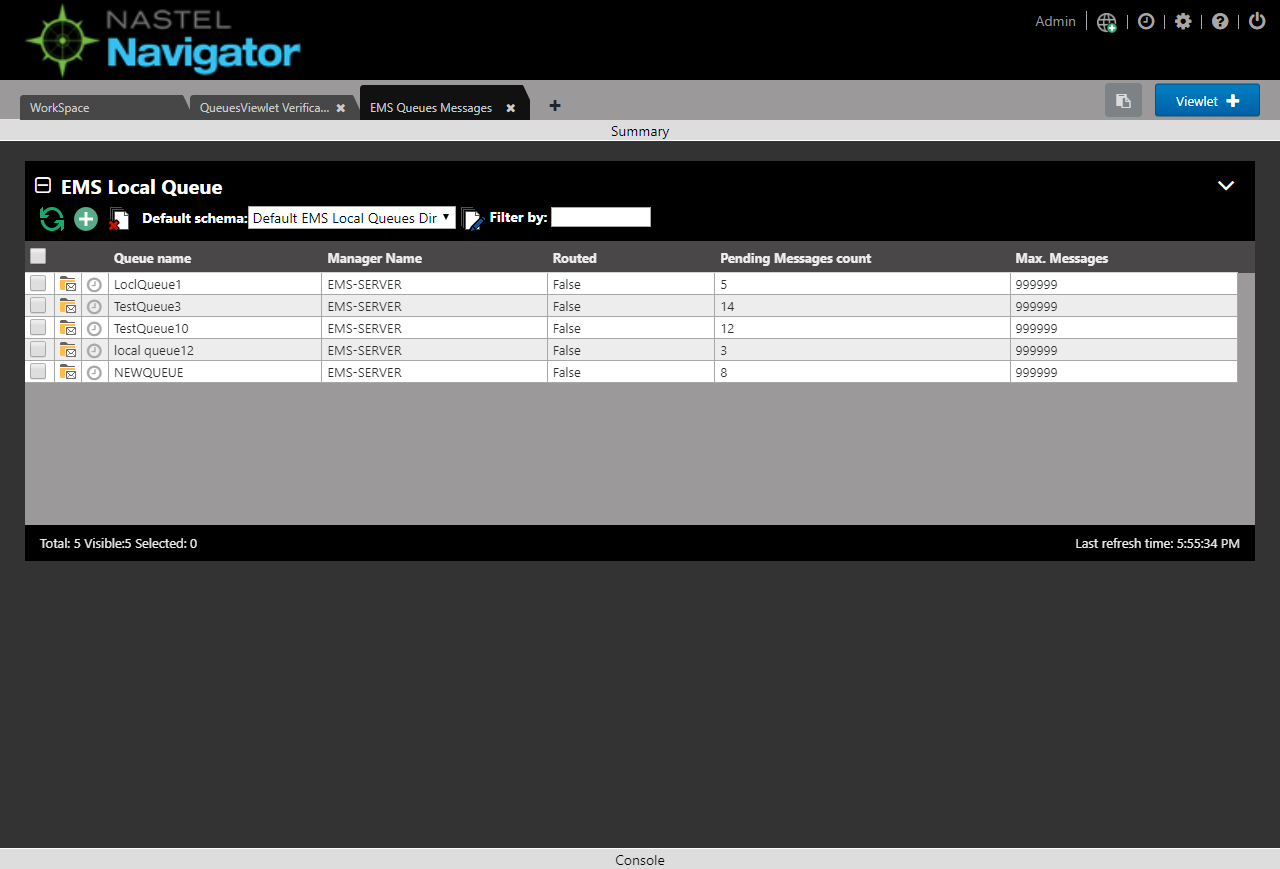 NASTEL
Navigator
Admin
WorkSpace
QueuesViewlet Verifica...
EMS Queues Messages
Viewlet
Summary
EMS Local Queue
Default schema: Default EMS Local Queues Dir Filter by:
Queue name Manager Name Routed Pending Messages count Max. Messages
LoclQueue1 EMS-SERVER False 5 999999
TestQueue3 EMS-SERVER False 14 999999
TestQueue10 EMS-SERVER False 12 999999
local queue12 EMS-SERVER False 3 999999
NEWQUEUE EMS-SERVER False 8 999999
Total: 5 Visible:5 Selected: 0
Last refresh time: 5:55:34 PM
Console